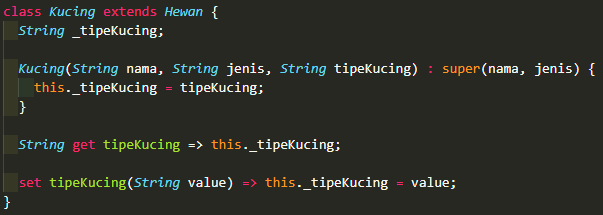 class Kucing extends Hewan {
  String _tipeKucing;

  Kucing(String nama, String jenis, String tipeKucing) : super(nama, jenis) {
    this._tipeKucing = tipeKucing;
  }

  String get tipeKucing => this._tipeKucing;

  set tipeKucing(String value) => this._tipeKucing = value;
}